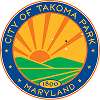 CITY OF TAKOMA PARK
1890
MARYLAND